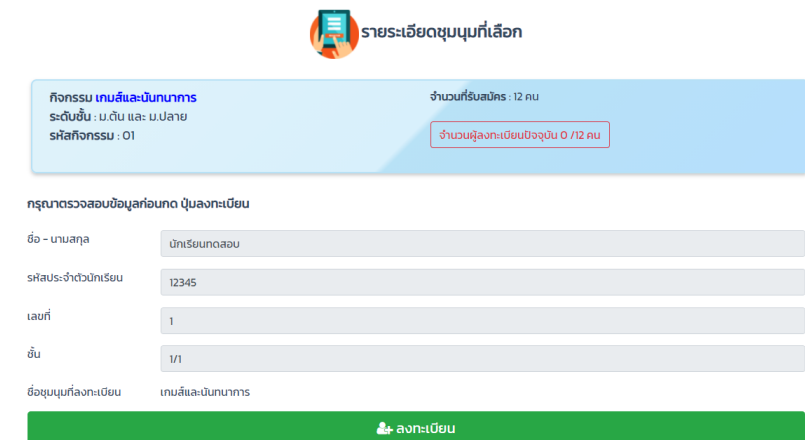 รายระเอียดชุมนุมที่เลือก
กิจกรรม เกมส์และนันทนาการ
ระดับชั้น : ม.ต้น และ ม.ปลาย
รหัสกิจกรรม : 01
จำนวนที่รับสมัคร : 12 คน
จำนวนผู้ลงทะเบียนปัจจุบัน 0 /12 คน
กรุณาตรวจสอบข้อมูลก่อนกด ปุ่มลงทะเบียน
ชื่อ - นามสกุล นักเรียนทดสอบ
รหัสประจำตัวนักเรียน 12345
เลขที่ 1
ชั้น 1/1
ชื่อชุมนุมที่ลงทะเบียน เกมส์และนันทนาการ
ลงทะเบียน